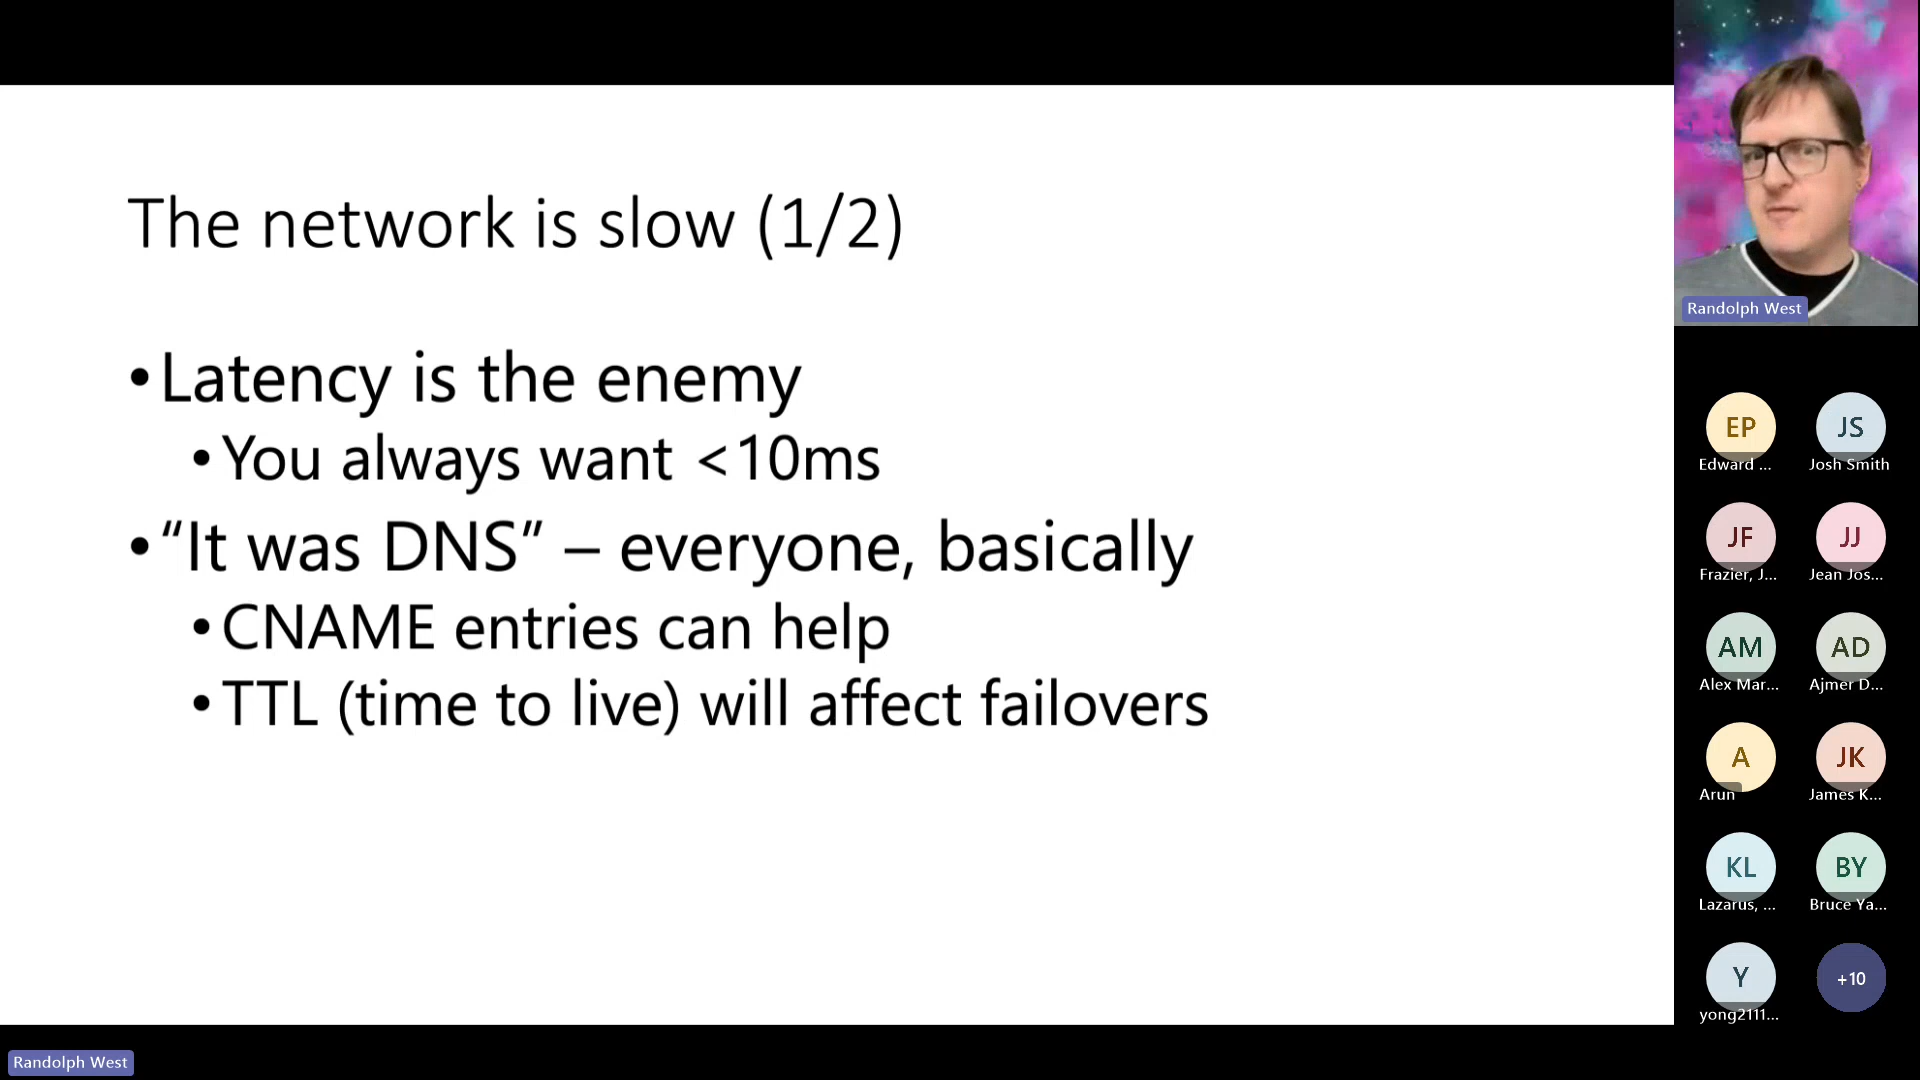 The network is slow (1/2)
•Latency is the enemy
•You always want <10ms
•“It was DNS” – everyone, basically
•CNAME entries can help
•TTL (time to live) will affect failovers
Randolph West
Randolph West
EP
Edward ...
JS
Josh Smith
JF
Frazier, J...
JJ
Jean Jos...
AM
Alex Mar...
AD
Ajmer D...
A
Arun
JK
James K...
KL
Lazarus, ...
BY
Bruce Ya...
Y
yong2111...
+10